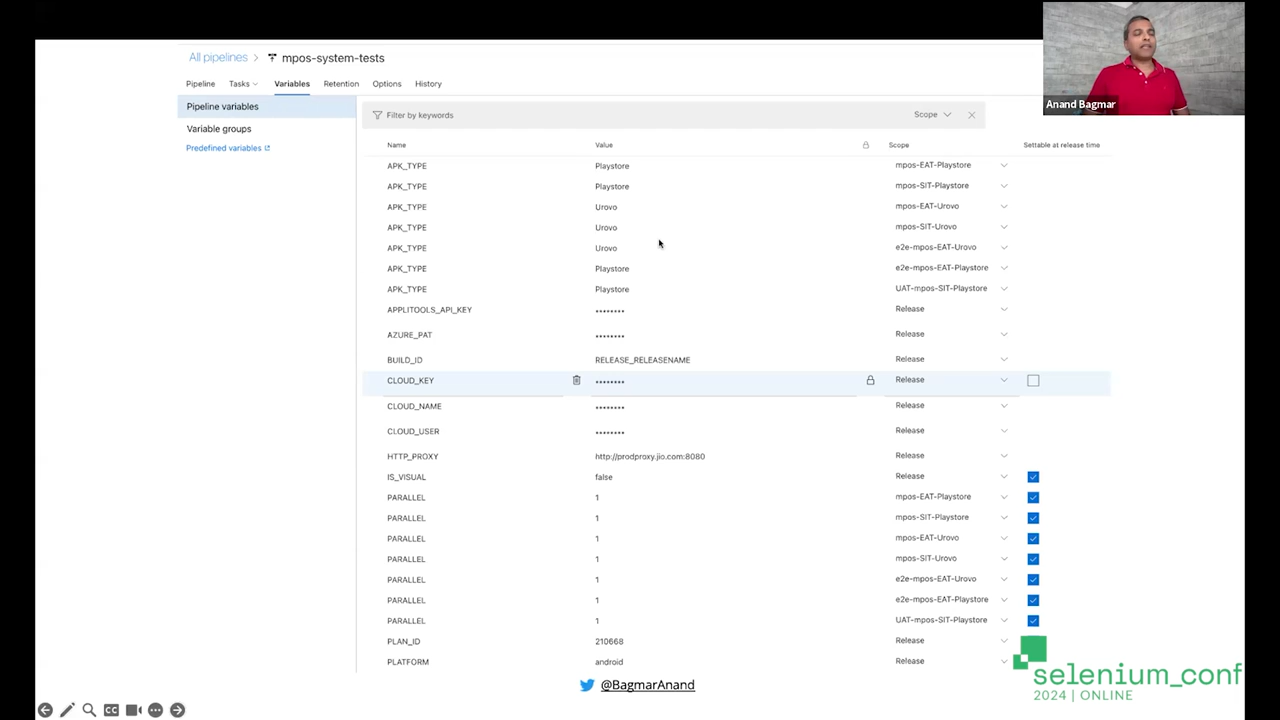 All pipelines > mpos-system-tests
Pipeline Tasks Variables Retention Options History
Pipeline variables
Variable groups
Predefined variables
Filter by keywords Scope
Name Value Scope Settable at release time
APK_TYPE Playstore mpos-EAT-Playstore
APK_TYPE Playstore mpos-SIT-Playstore
APK_TYPE Urovo mpos-EAT-Urovo
APK_TYPE Urovo mpos-SIT-Urovo
APK_TYPE Urovo e2e-mpos-EAT-Urovo
APK_TYPE Playstore e2e-mpos-EAT-Playstore
APK_TYPE Playstore UAT-mpos-SIT-Playstore
APPLITOOLS_API_KEY ******** Release
AZURE_PAT ******** Release
BUILD_ID RELEASE_RELEASENAME Release
CLOUD_KEY ******** Release
CLOUD_NAME ******** Release
CLOUD_USER ******** Release
HTTP_PROXY http://prodproxy.jio.com:8080 Release
IS_VISUAL false Release
PARALLEL 1 mpos-EAT-Playstore
PARALLEL 1 mpos-SIT-Playstore
PARALLEL 1 mpos-EAT-Urovo
PARALLEL 1 mpos-SIT-Urovo
PARALLEL 1 e2e-mpos-EAT-Urovo
PARALLEL 1 e2e-mpos-EAT-Playstore
PARALLEL 1 UAT-mpos-SIT-Playstore
PLAN_ID 210668 Release
PLATFORM android Release
Anand Bagmar
@BagmarAnand
selenium_conf
2024 | ONLINE
CC